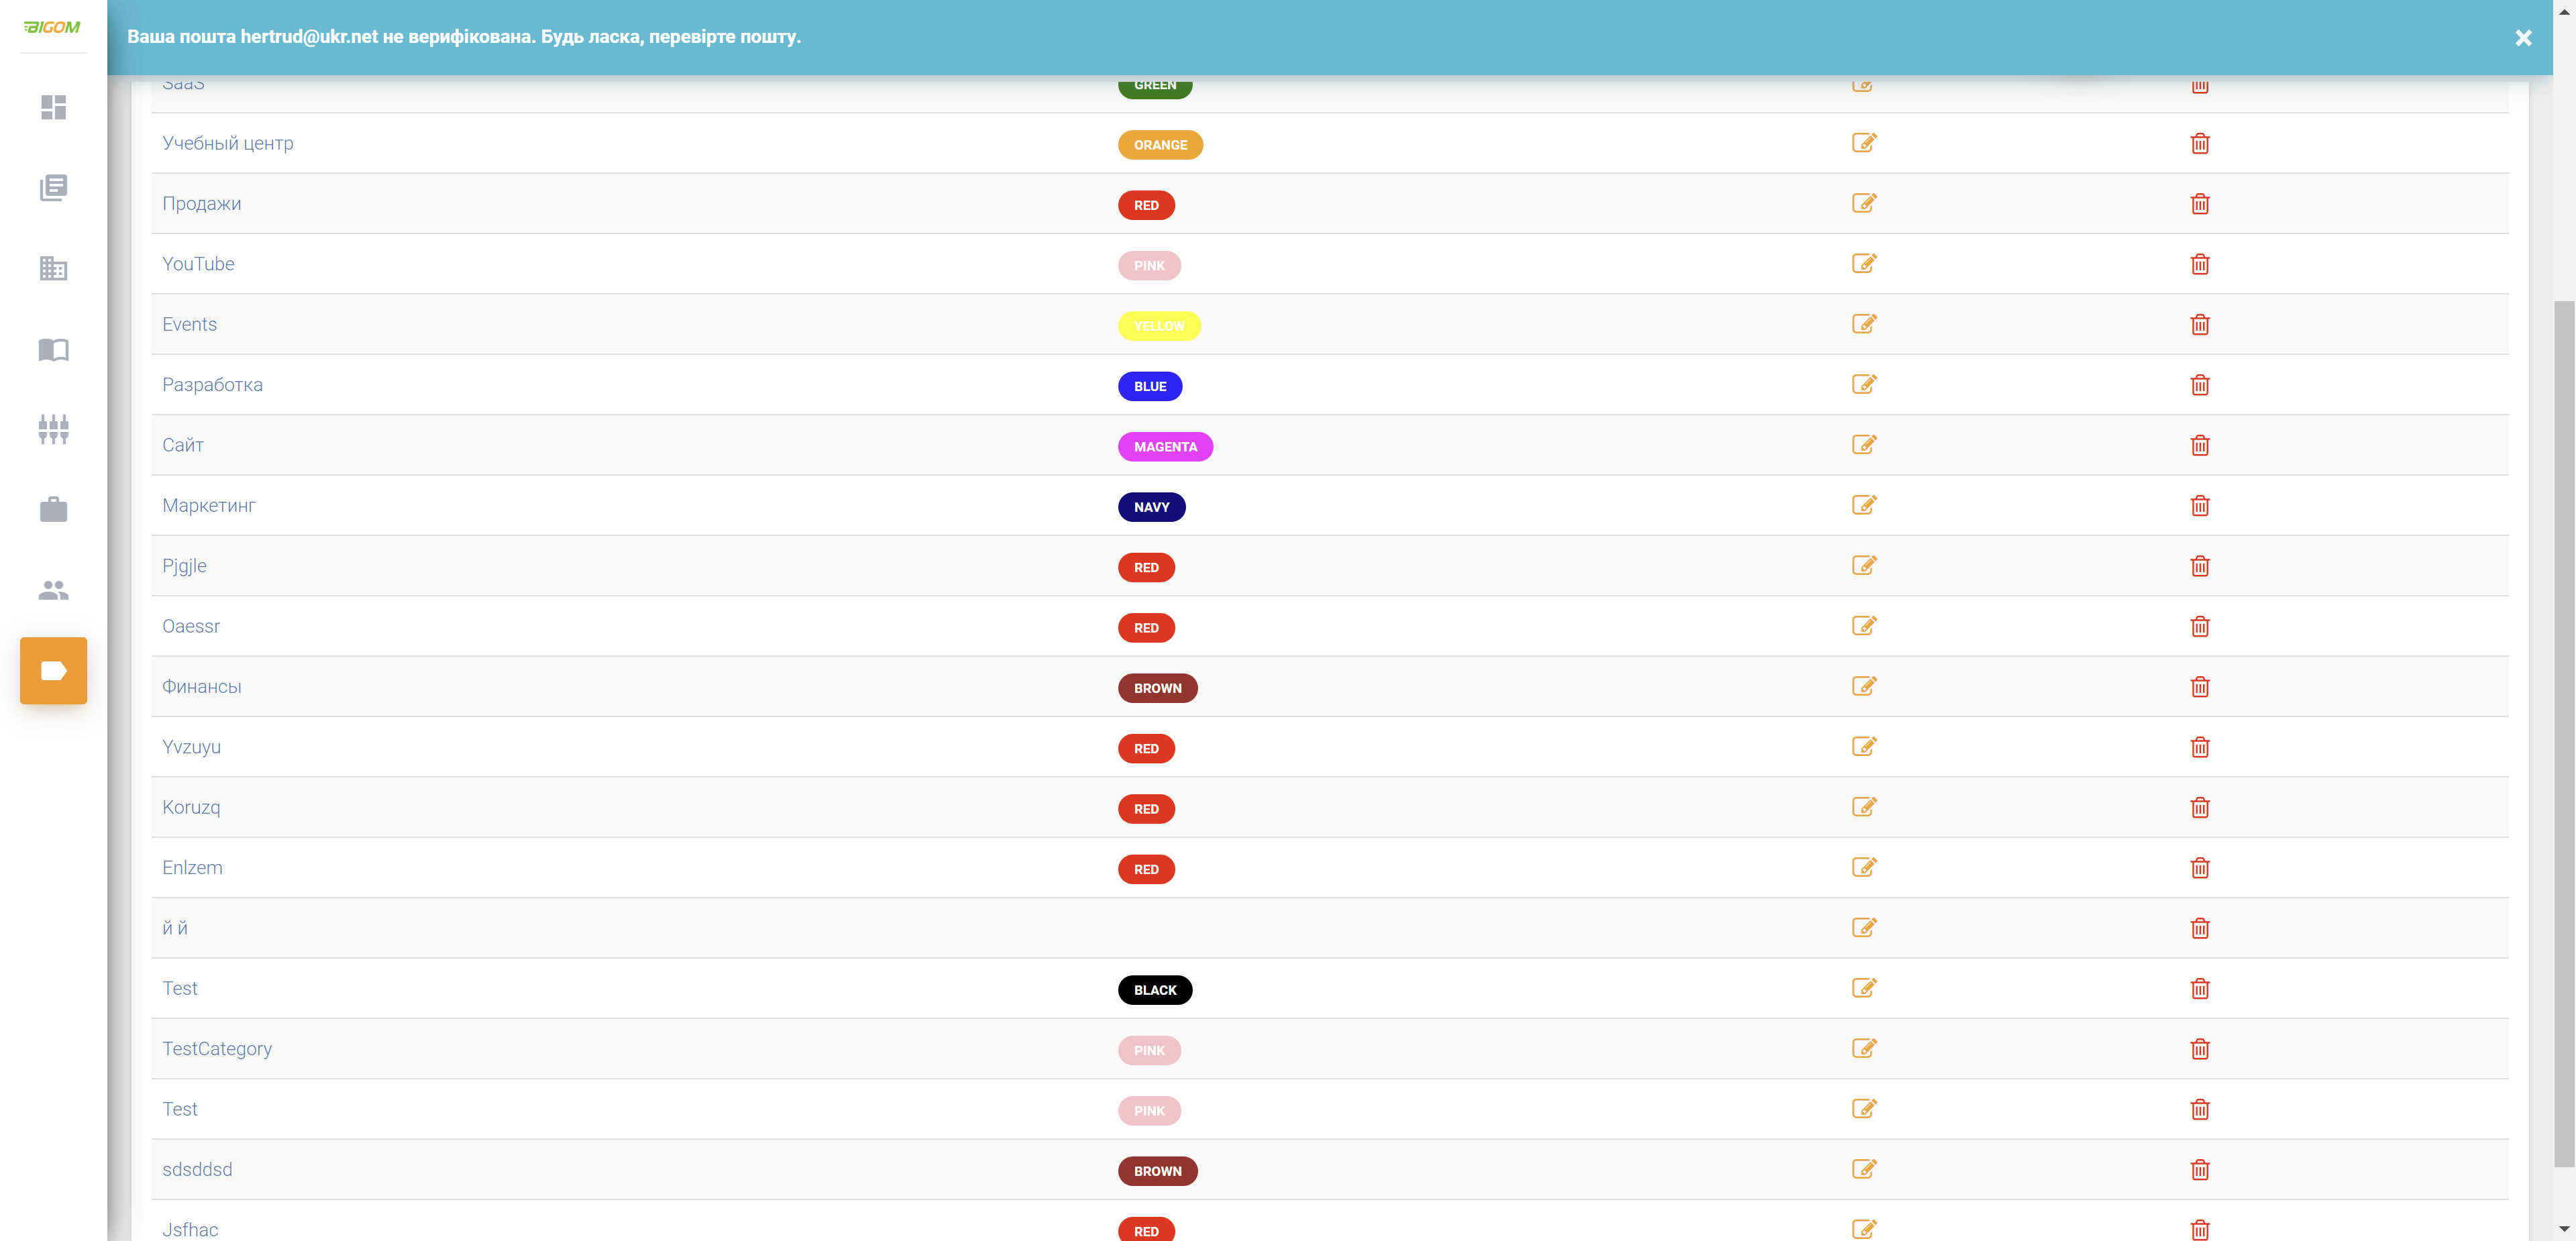 BIGOM
Ваша пошта hertrud@ukr.net не верифікована. Будь ласка, перевірте пошту.
SaaS GREEN
Учебный центр ORANGE
Продажи RED
YouTube PINK
Events YELLOW
Разработка BLUE
Сайт MAGENTA
Маркетинг NAVY
Pjgjle RED
Oaessr RED
Финансы BROWN
Yvzuyu RED
Koruzq RED
Enlzem RED
й й
Test BLACK
TestCategory PINK
Test PINK
sdsddsd BROWN
Jsfhac RED